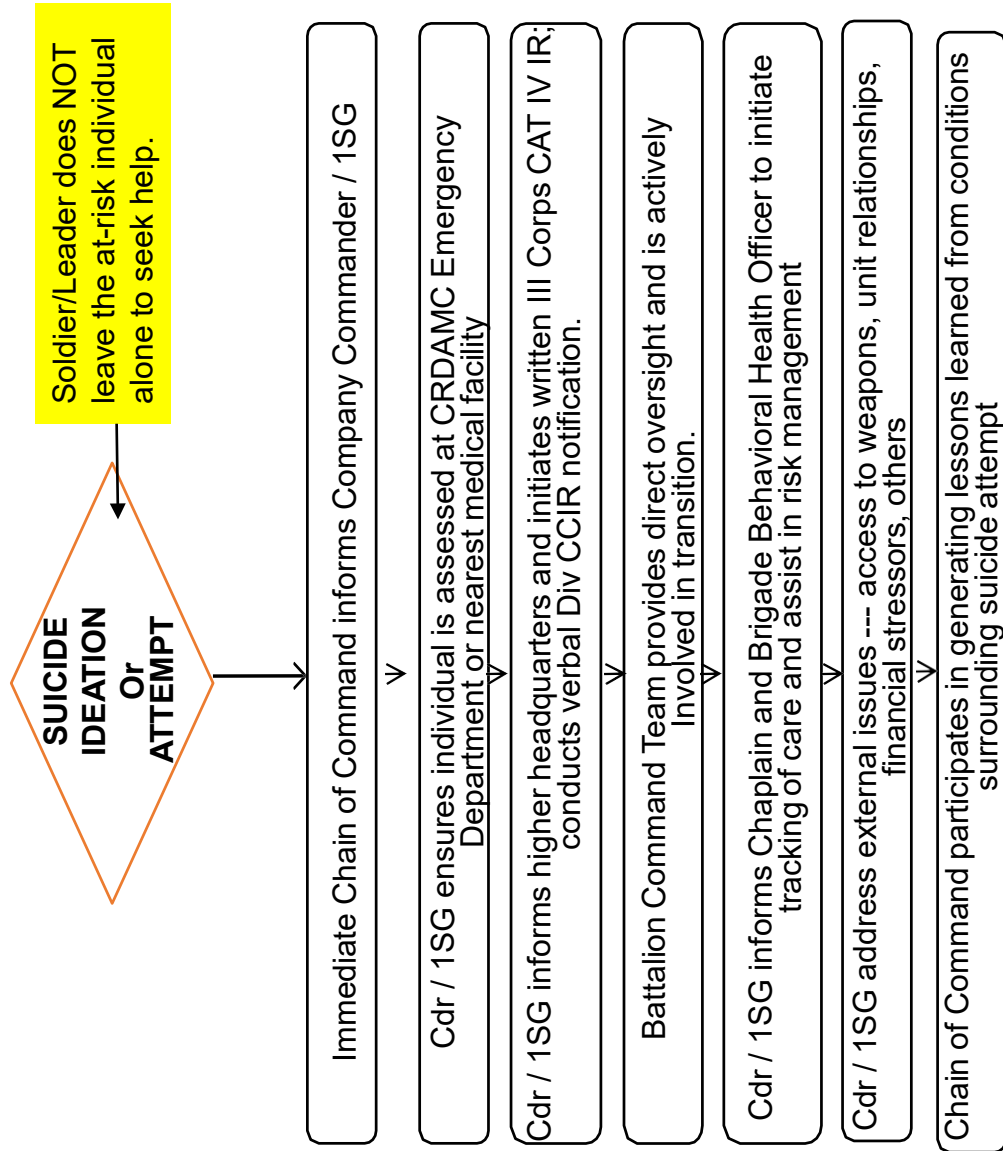 SUICIDE
IDEATION
Or
ATTEMPT
Soldier/Leader does NOT
leave the at-risk individual
alone to seek help.
Immediate Chain of Command informs Company Commander / 1SG
Cdr / 1SG ensures individual is assessed at CRDAMC Emergency
Department or nearest medical facility
Cdr / 1SG informs higher headquarters and initiates written III Corps CAT IV IR;
conducts verbal Div CCIR notification.
Battalion Command Team provides direct oversight and is actively
Involved in transition.
Cdr / 1SG informs Chaplain and Brigade Behavioral Health Officer to initiate
tracking of care and assist in risk management
Cdr / 1SG address external issues --- access to weapons, unit relationships,
financial stressors, others
Chain of Command participates in generating lessons learned from conditions
surrounding suicide attempt